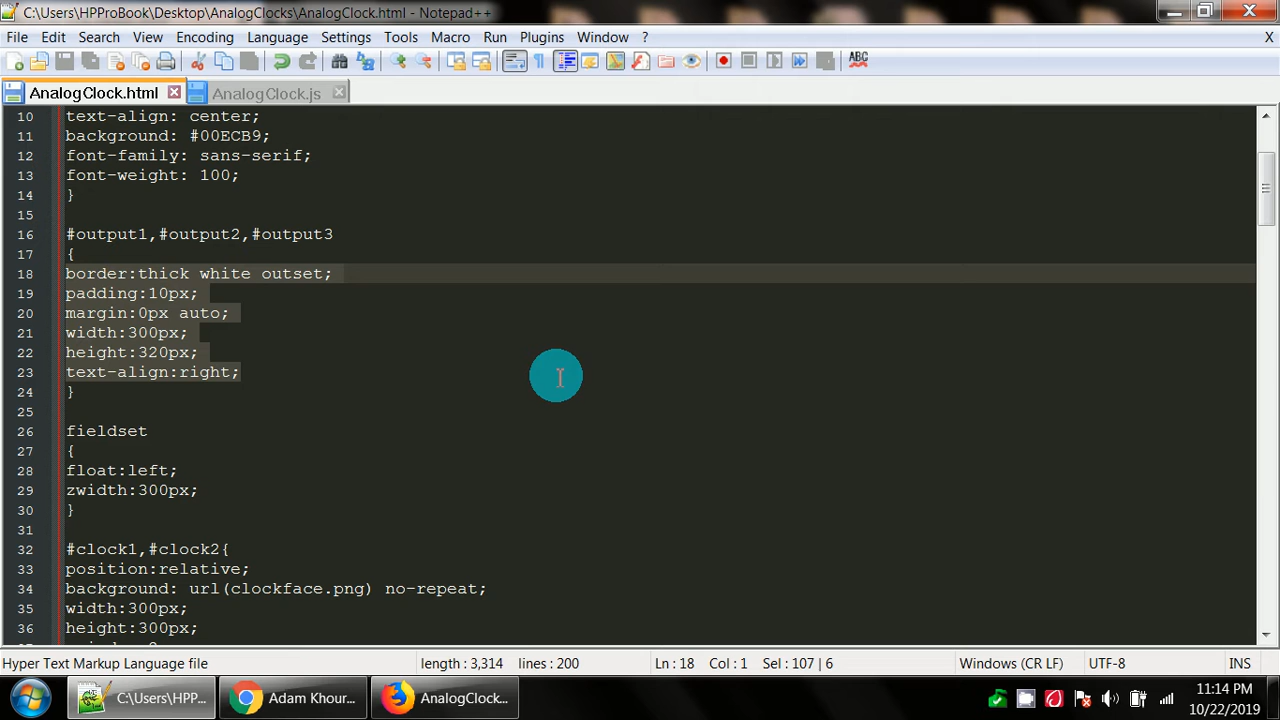 C:\Users\HPProBook\Desktop\AnalogClocks\AnalogClock.html - Notepad++
File Edit Search View Encoding Language Settings Tools Macro Run Plugins Window ? X
ABC
AnalogClock.html AnalogClock.js
10 text-align: center;
11 background: #00ECB9;
12 font-family: sans-serif;
13 font-weight: 100;
14 }
15
16 #output1,#output2,#output3
17 {
18 border:thick white outset;
19 padding:10px;
20 margin:0px auto;
21 width:300px;
22 height:320px;
23 text-align:right;
24 }
25
26 fieldset
27 {
28 float:left;
29 zwidth:300px;
30 }
31
32 #clock1,#clock2{
33 position:relative;
34 background: url(clockface.png) no-repeat;
35 width:300px;
36 height:300px;
Hyper Text Markup Language file length : 3,314 lines : 200 Ln : 18 Col : 1 Sel : 107 | 6 Windows (CR LF) UTF-8 INS
C:\Users\HPP... Adam Khour... AnalogClock... 11:14 PM
10/22/2019